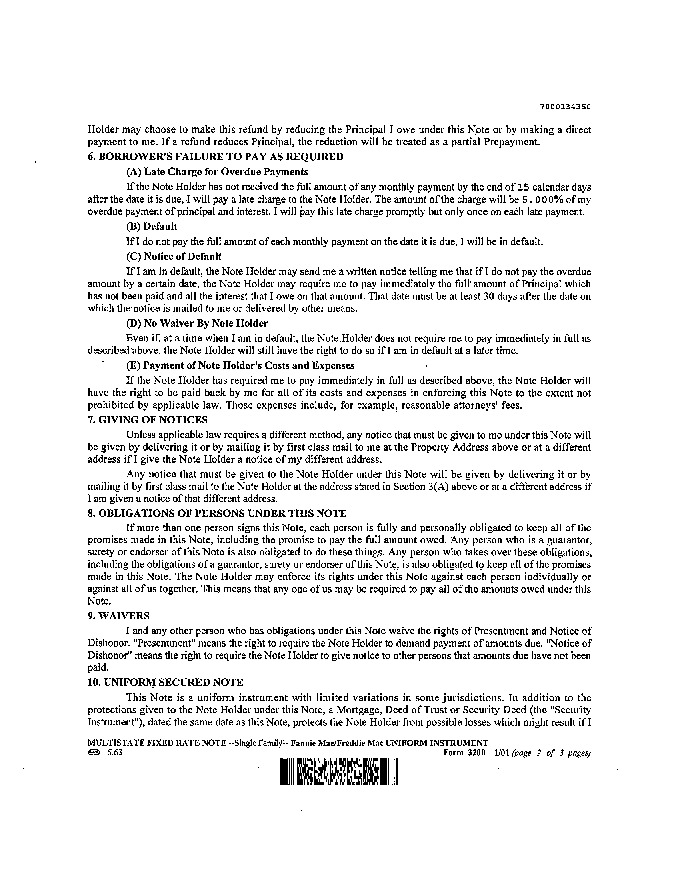 7000134350
Holder may choose to make this refund by reducing the Principal I owe under this Note or by making a direct
payment to me. If a refund reduces Principal, the reduction will be treated as a partial Prepayment.
6. BORROWER'S FAILURE TO PAY AS REQUIRED
(A) Late Charge for Overdue Payments
If the Note Holder has not received the full amount of any monthly payment by the end of 15 calendar days
after the date it is due, I will pay a late charge to the Note Holder. The amount of the charge will be 5.000% of my
overdue payment of principal and interest. I will pay this late charge promptly but only once on each late payment.
(B) Default
If I do not pay the full amount of each monthly payment on the date it is due, I will be in default.
(C) Notice of Default
If I am in default, the Note Holder may send me a written notice telling me that if I do not pay the overdue
amount by a certain date, the Note Holder may require me to pay immediately the full amount of Principal which
has not been paid and all the interest that I owe on that amount. That date must be at least 30 days after the date on
which the notice is mailed to me or delivered by other means.
(D) No Waiver By Note Holder
Even if, at a time when I am in default, the Note Holder does not require me to pay immediately in full as
described above, the Note Holder will still have the right to do so if I am in default at a later time.
(E) Payment of Note Holder's Costs and Expenses
If the Note Holder has required me to pay immediately in full as described above, the Note Holder will
have the right to be paid back by me for all of its costs and expenses in enforcing this Note to the extent not
prohibited by applicable law. Those expenses include, for example, reasonable attorneys' fees.
7. GIVING OF NOTICES
Unless applicable law requires a different method, any notice that must be given to me under this Note will
be given by delivering it or by mailing it by first class mail to me at the Property Address above or at a different
address if I give the Note Holder a notice of my different address.
Any notice that must be given to the Note Holder under this Note will be given by delivering it or by
mailing it by first class mail to the Note Holder at the address stated in Section 3(A) above or at a different address if
I am given a notice of that different address.
8. OBLIGATIONS OF PERSONS UNDER THIS NOTE
If more than one person signs this Note, each person is fully and personally obligated to keep all of the
promises made in this Note, including the promise to pay the full amount owed. Any person who is a guarantor,
surety or endorser of this Note is also obligated to do these things. Any person who takes over these obligations,
including the obligations of a guarantor, surety or endorser of this Note, is also obligated to keep all of the promises
made in this Note. The Note Holder may enforce its rights under this Note against each person individually or
against all of us together. This means that any one of us may be required to pay all of the amounts owed under this
Note.
9. WAIVERS
I and any other person who has obligations under this Note waive the rights of Presentment and Notice of
Dishonor. "Presentment" means the right to require the Note Holder to demand payment of amounts due. "Notice of
Dishonor" means the right to require the Note Holder to give notice to other persons that amounts due have not been
paid.
10. UNIFORM SECURED NOTE
This Note is a uniform instrument with limited variations in some jurisdictions. In addition to the
protections given to the Note Holder under this Note, a Mortgage, Deed of Trust or Security Deed (the "Security
Instrument"), dated the same date as this Note, protects the Note Holder from possible losses which might result if I
MULTISTATE FIXED RATE NOTE --Single Family-- Fannie Mae/Freddie Mac UNIFORM INSTRUMENT
5.63 Form 3200 1/01 (page 2 of 3 pages)